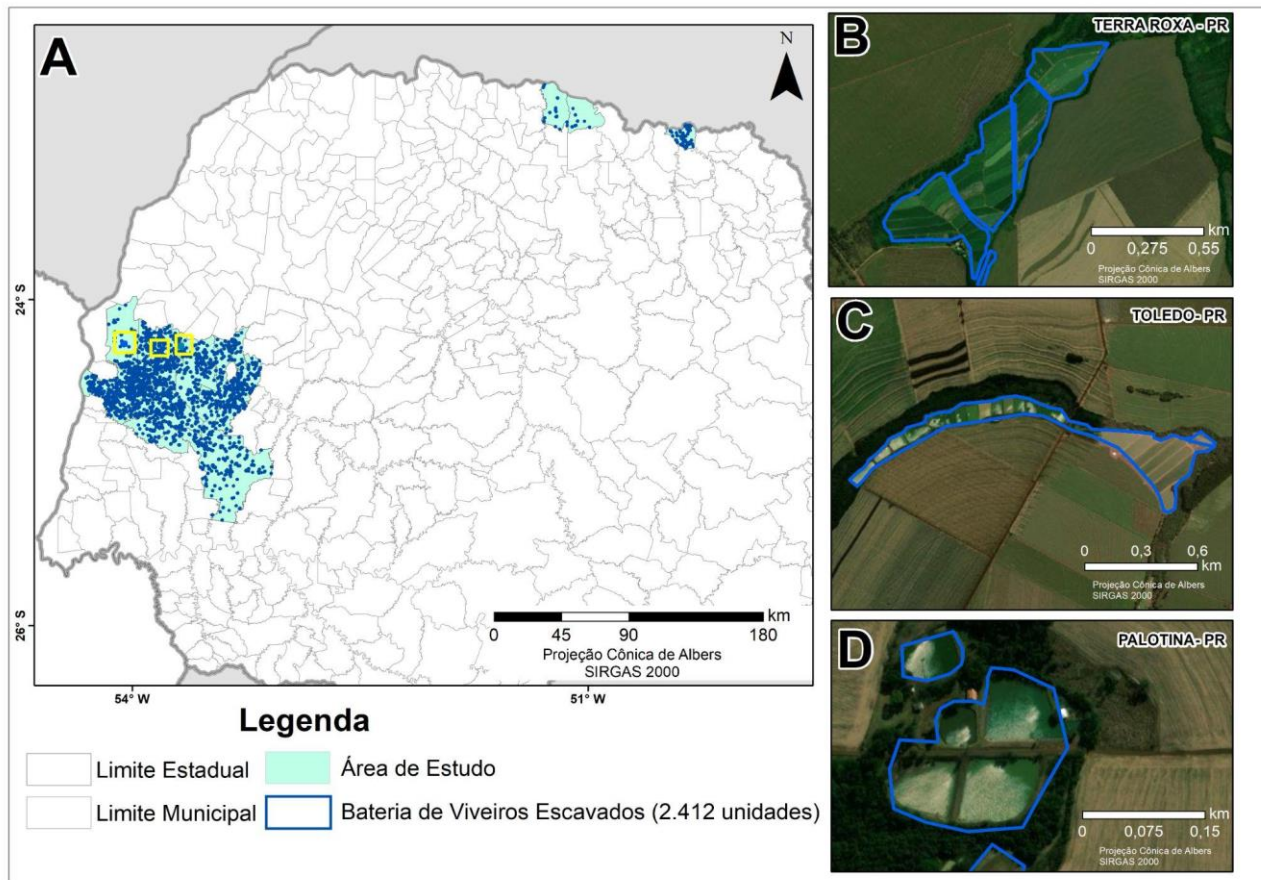 A
N
24° S
26° S
54° W
51° W
km
0 45 90 180
Projeção Cônica de Albers
SIRGAS 2000
Legenda
Limite Estadual
Área de Estudo
Limite Municipal
Bateria de Viveiros Escavados (2.412 unidades)
B
TERRA ROXA - PR
km
0 0,275 0,55
Projeção Cônica de Albers
SIRGAS 2000
C
TOLEDO- PR
km
0 0,3 0,6
Projeção Cônica de Albers
SIRGAS 2000
D
PALOTINA- PR
km
0 0,075 0,15
Projeção Cônica de Albers
SIRGAS 2000